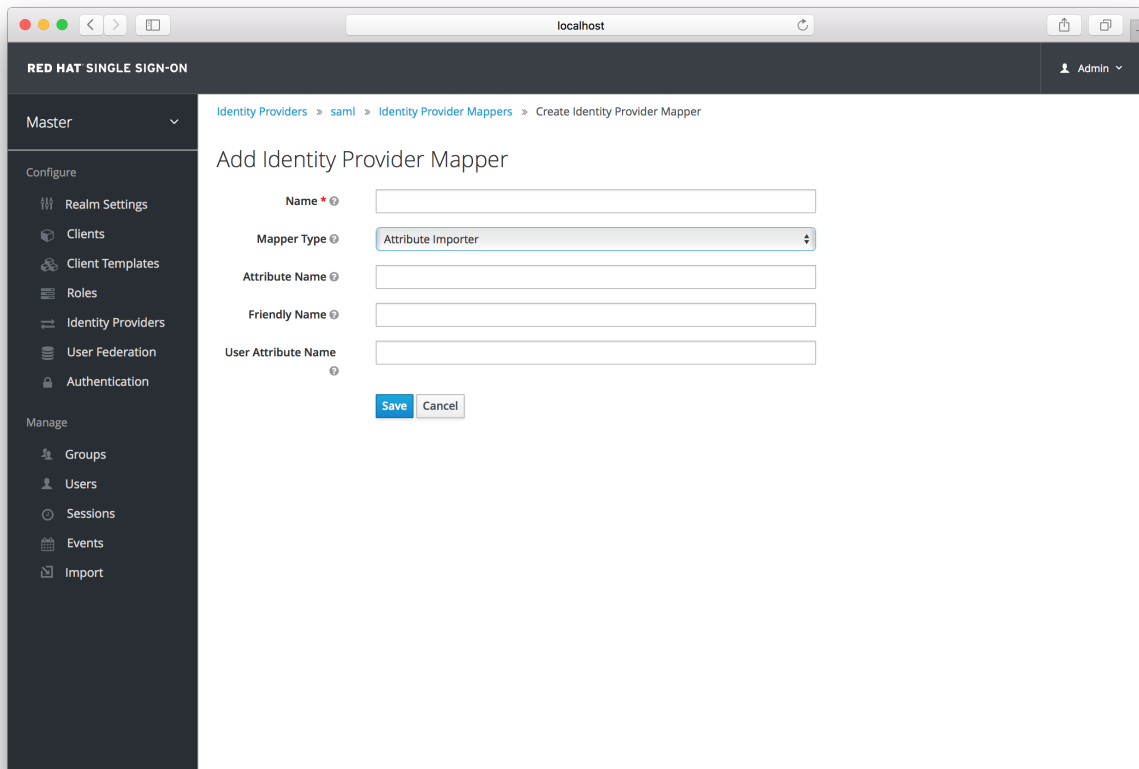 localhost
RED HAT SINGLE SIGN-ON
Admin
Master
Identity Providers » saml » Identity Provider Mappers » Create Identity Provider Mapper
Add Identity Provider Mapper
Name *
Mapper Type
Attribute Importer
Attribute Name
Friendly Name
User Attribute Name
Save
Cancel
Configure
Realm Settings
Clients
Client Templates
Roles
Identity Providers
User Federation
Authentication
Manage
Groups
Users
Sessions
Events
Import